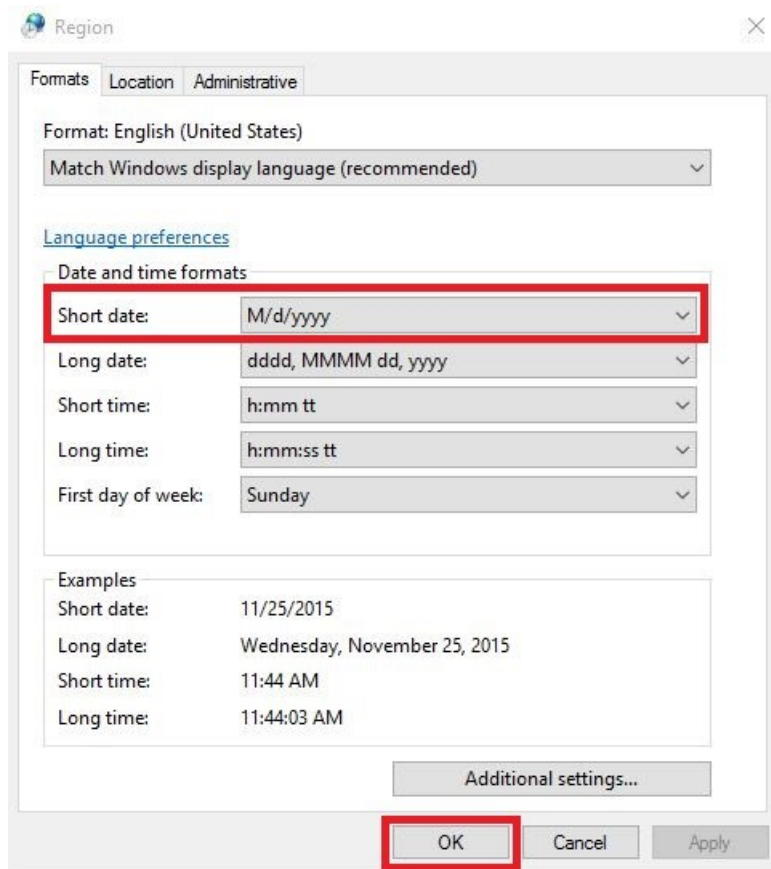 Region
Formats Location Administrative
Format: English (United States)
Match Windows display language (recommended)
Language preferences
Date and time formats
Short date: M/d/yyyy
Long date: dddd, MMMM dd, yyyy
Short time: h:mm tt
Long time: h:mm:ss tt
First day of week: Sunday
Examples
Short date: 11/25/2015
Long date: Wednesday, November 25, 2015
Short time: 11:44 AM
Long time: 11:44:03 AM
Additional settings...
OK Cancel Apply